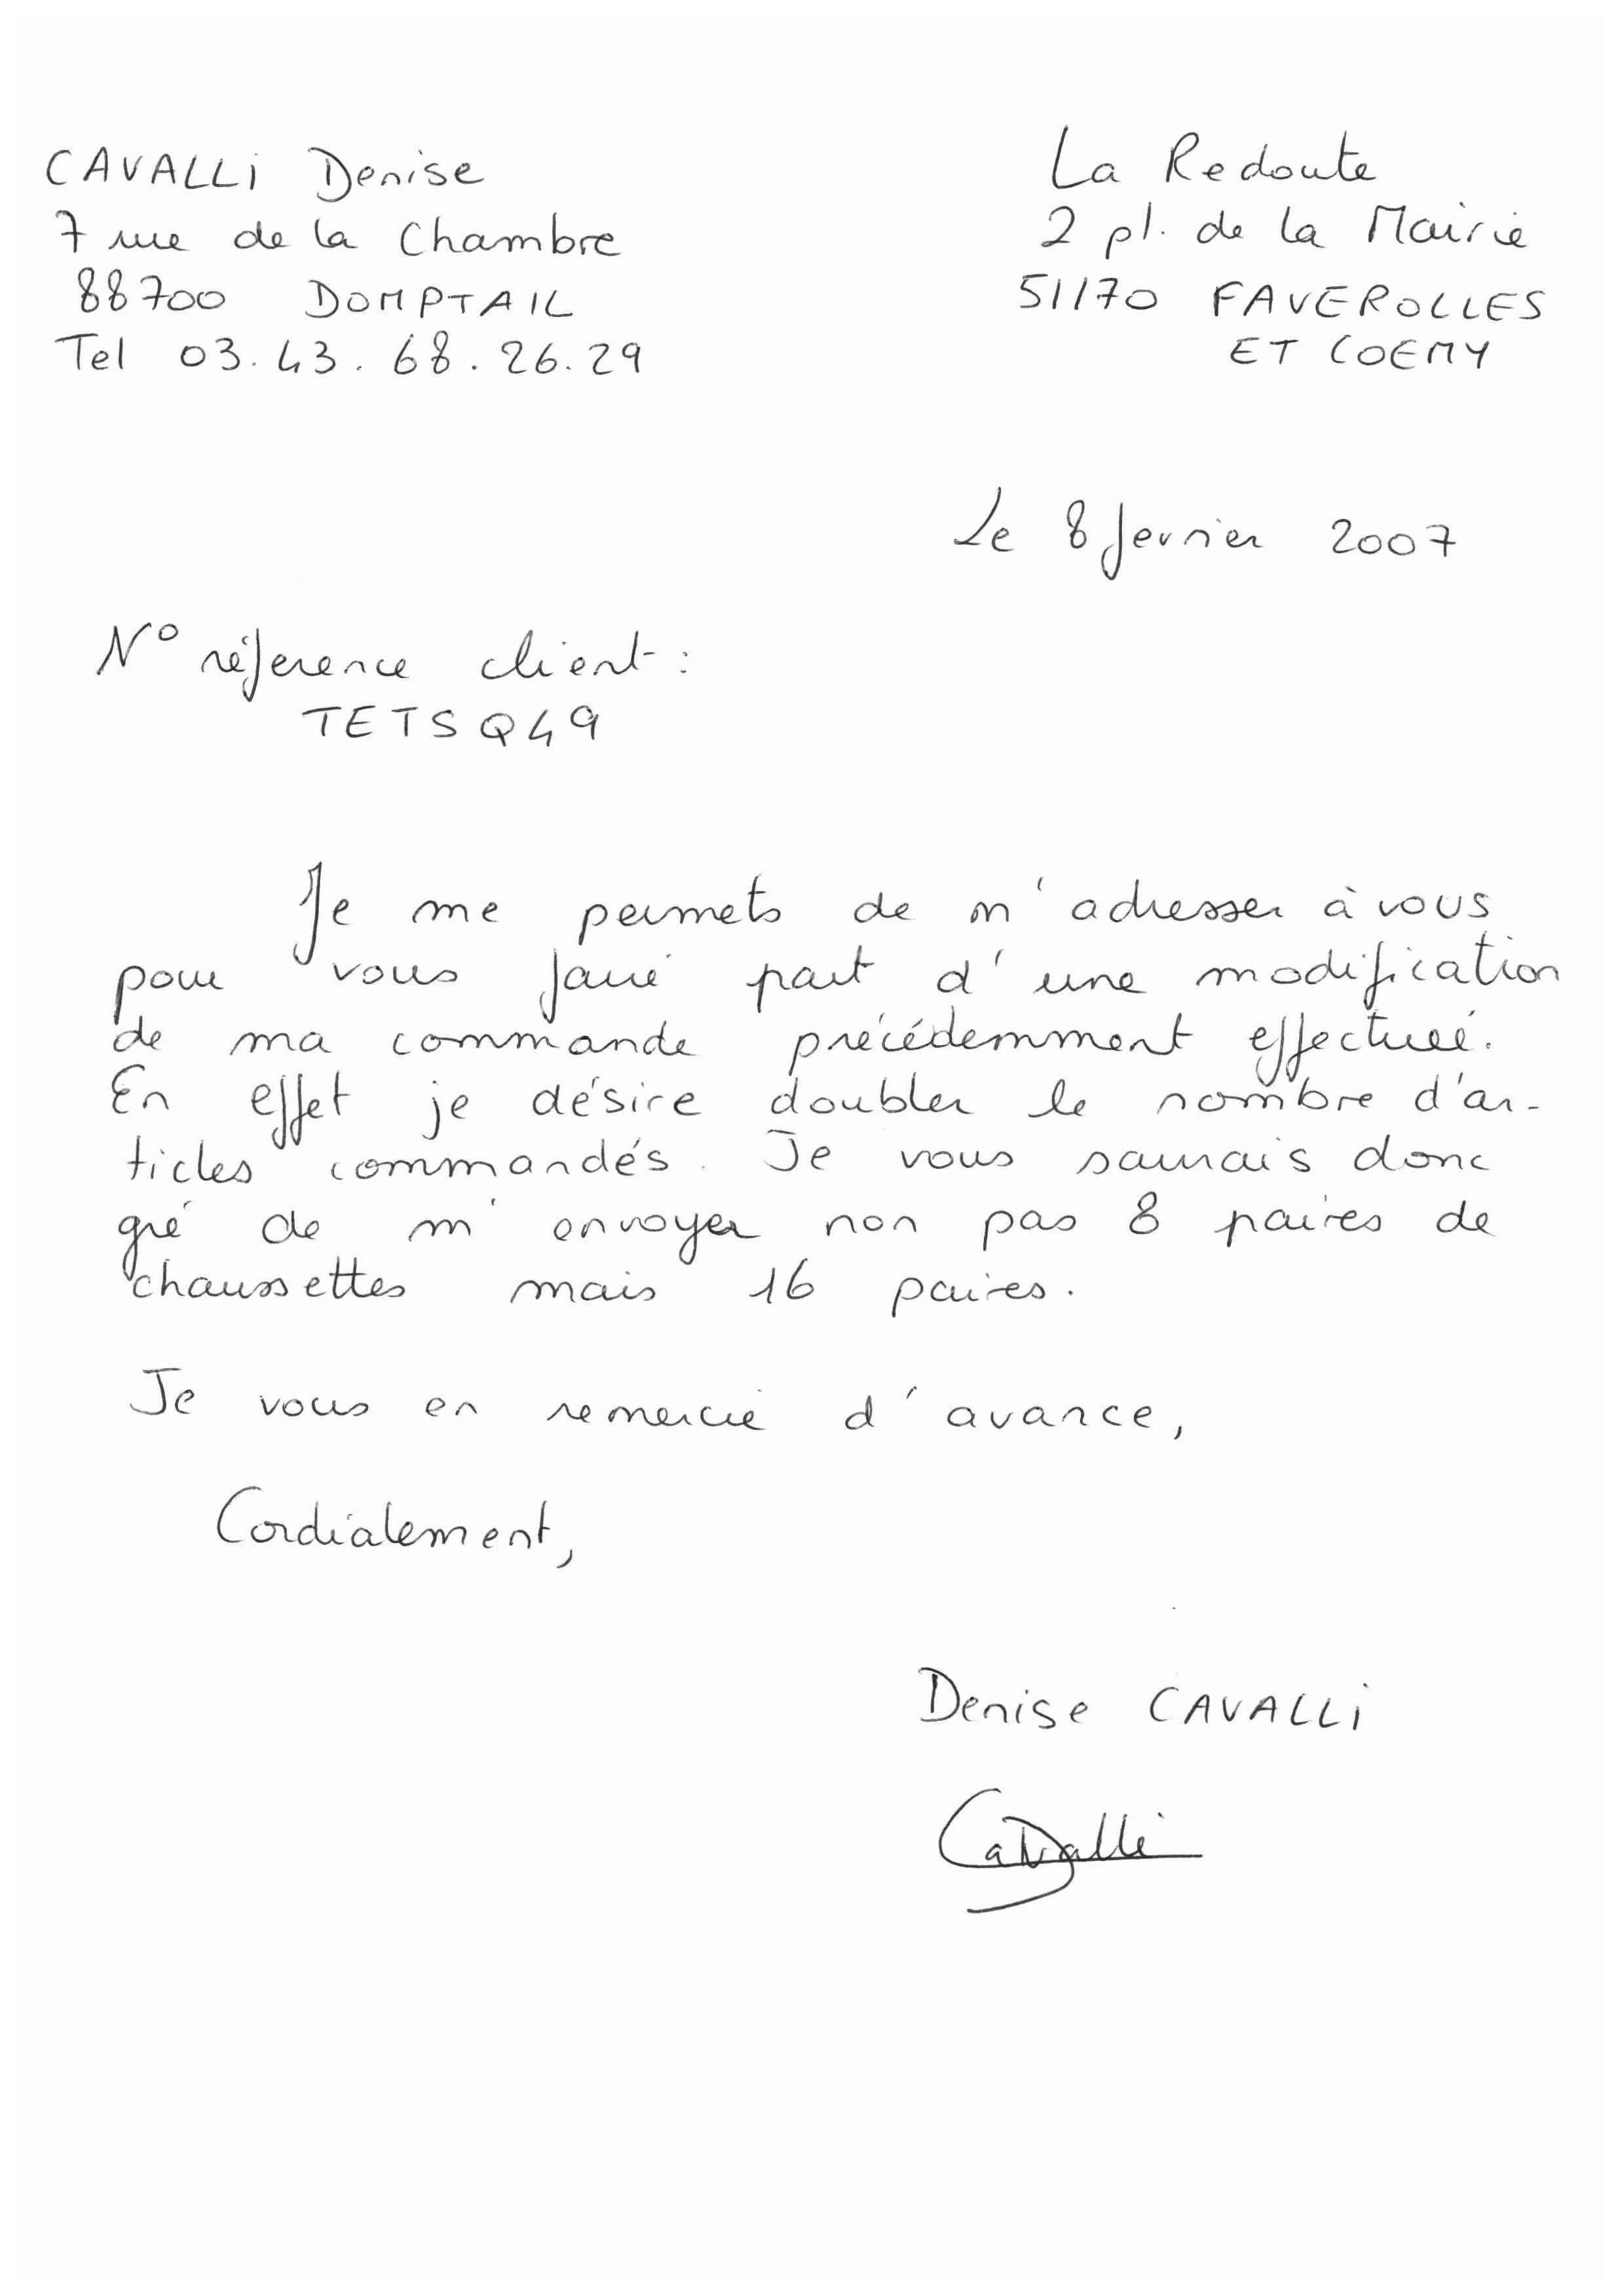 CAVALLi Denise
7 rue de la Chambre
88700 DOMPTAIL
Tel 03.43.68.26.29
La Redoute
2 pl. de la Mairie
51170 FAVEROLLES
ET COEMY
Le 8 fevrier 2007
N° réference client :
TETSQ49
Je me permets de m'adresser à vous
pour vous faire part d'une modification
de ma commande précédemment effectuée.
En effet je désire doubler le nombre d'ar-
ticles commandés. Je vous saurais donc
gré de m'envoyer non pas 8 paires de
chaussettes mais 16 paires.
Je vous en remercie d'avance,
Cordialement,
Denise CAVALLi
Cavalli